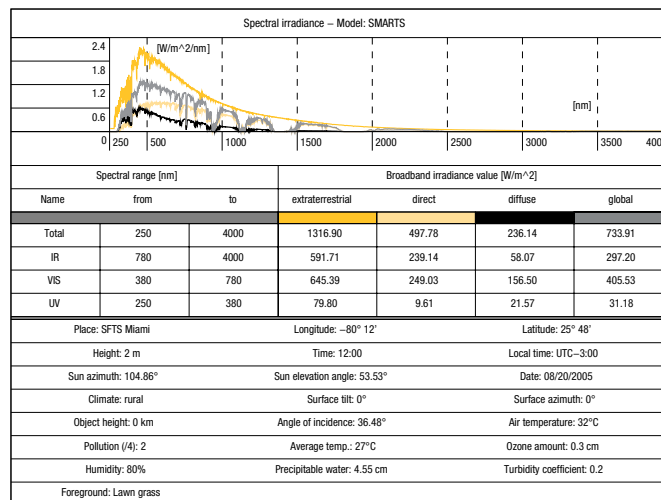 Spectral irradiance – Model: SMARTS
2.4
[W/m^2/nm]
1.8
1.2
0.6
[nm]
0 250 500 1000 1500 2000 2500 3000 3500 400
Spectral range [nm] Broadband irradiance value [W/m^2]
Name from to extraterrestrial direct diffuse global
Total 250 4000 1316.90 497.78 236.14 733.91
IR 780 4000 591.71 239.14 58.07 297.20
VIS 380 780 645.39 249.03 156.50 405.53
UV 250 380 79.80 9.61 21.57 31.18
Place: SFTS Miami Longitude: –80° 12' Latitude: 25° 48'
Height: 2 m Time: 12:00 Local time: UTC–3:00
Sun azimuth: 104.86° Sun elevation angle: 53.53° Date: 08/20/2005
Climate: rural Surface tilt: 0° Surface azimuth: 0°
Object height: 0 km Angle of incidence: 36.48° Air temperature: 32°C
Pollution (/4): 2 Average temp.: 27°C Ozone amount: 0.3 cm
Humidity: 80% Precipitable water: 4.55 cm Turbidity coefficient: 0.2
Foreground: Lawn grass